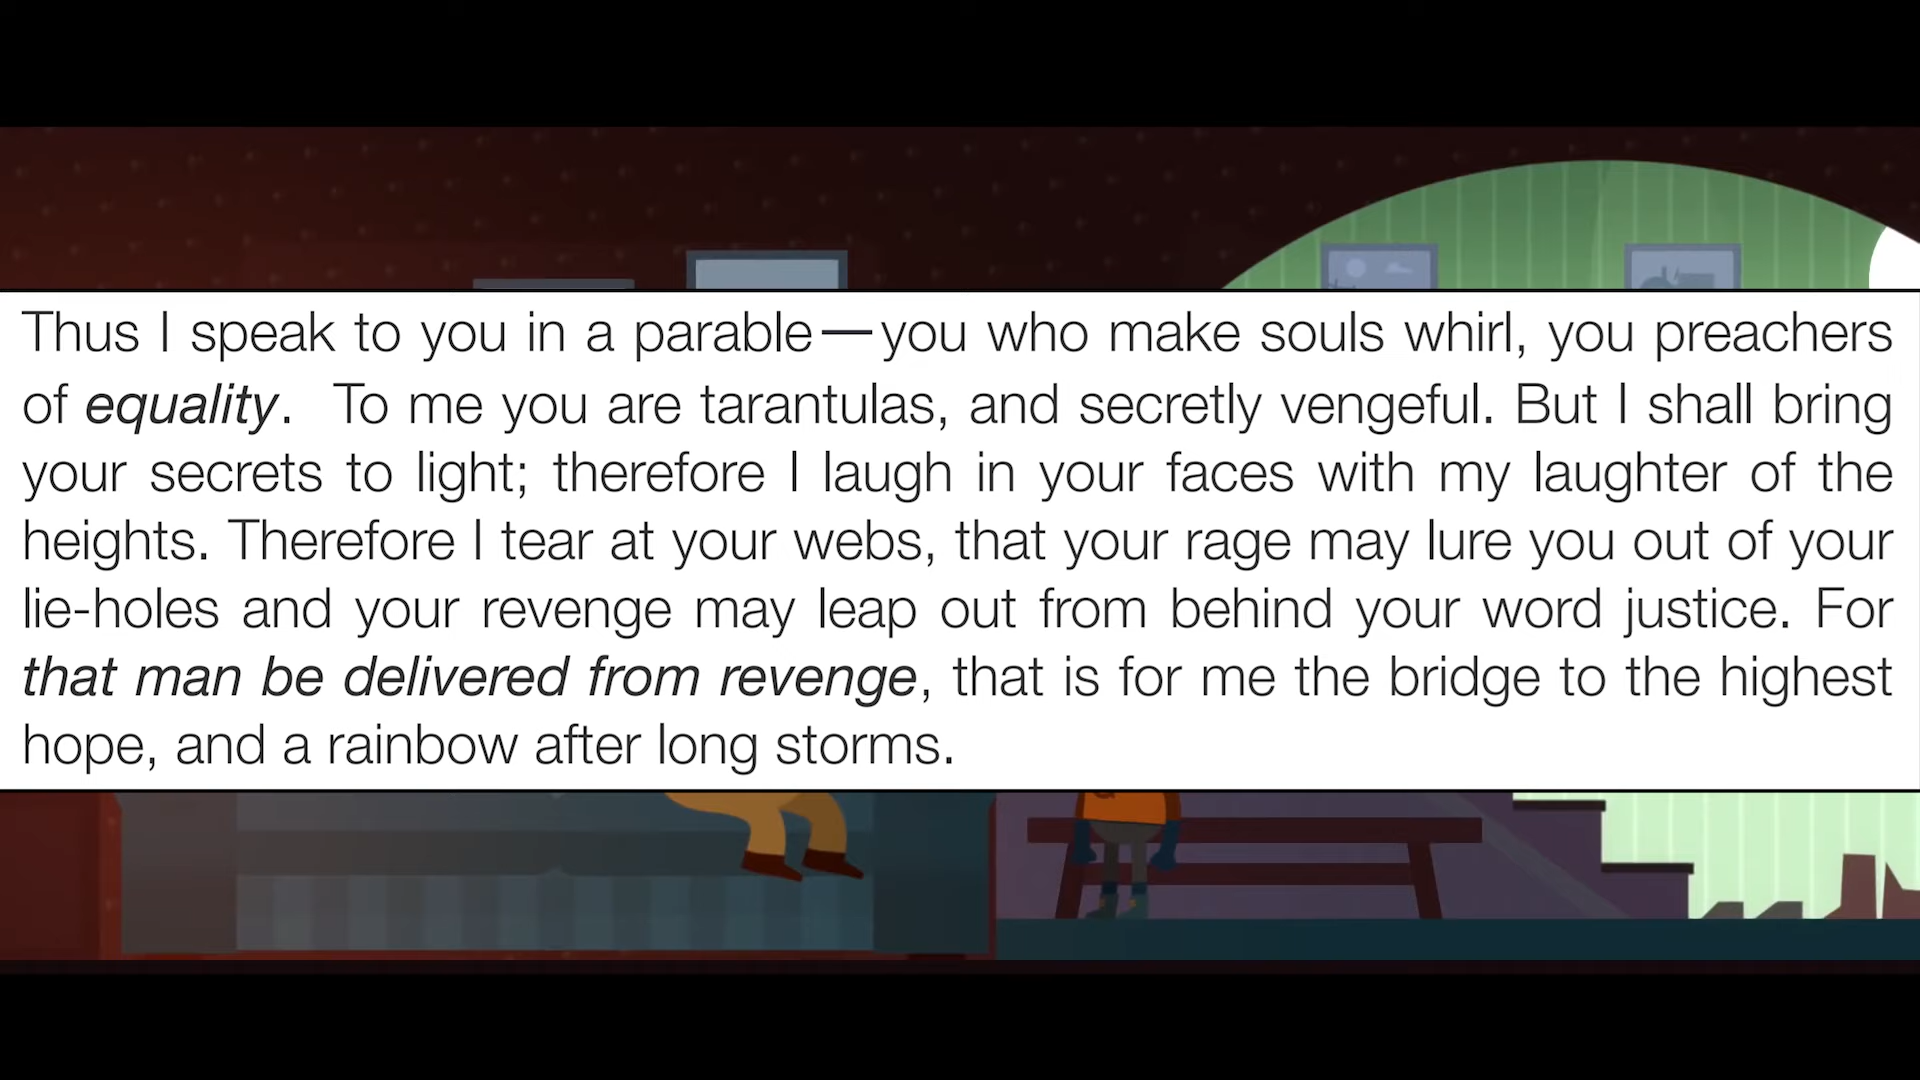 Thus I speak to you in a parable—you who make souls whirl, you preachers
of equality. To me you are tarantulas, and secretly vengeful. But I shall bring
your secrets to light; therefore I laugh in your faces with my laughter of the
heights. Therefore I tear at your webs, that your rage may lure you out of your
lie-holes and your revenge may leap out from behind your word justice. For
that man be delivered from revenge, that is for me the bridge to the highest
hope, and a rainbow after long storms.